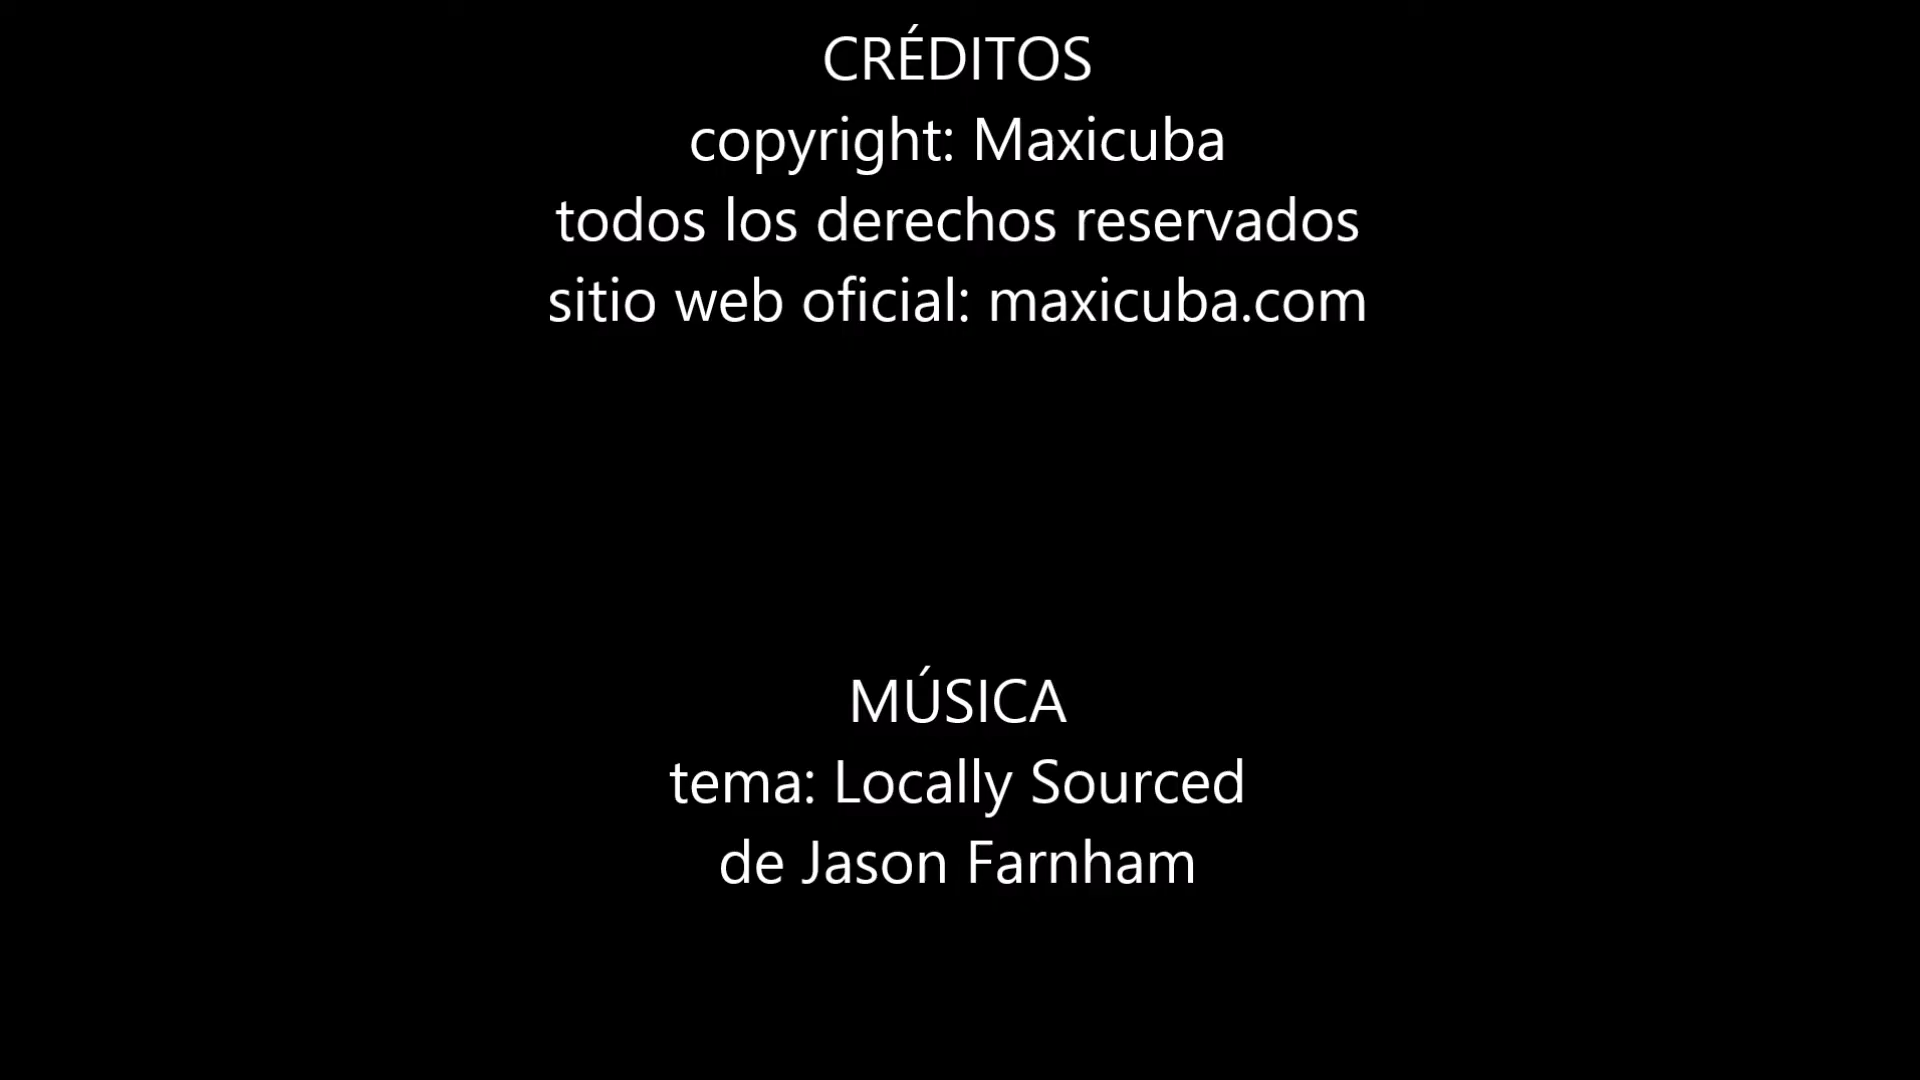 CRÉDITOS
copyright: Maxicuba
todos los derechos reservados
sitio web oficial: maxicuba.com
MÚSICA
tema: Locally Sourced
de Jason Farnham